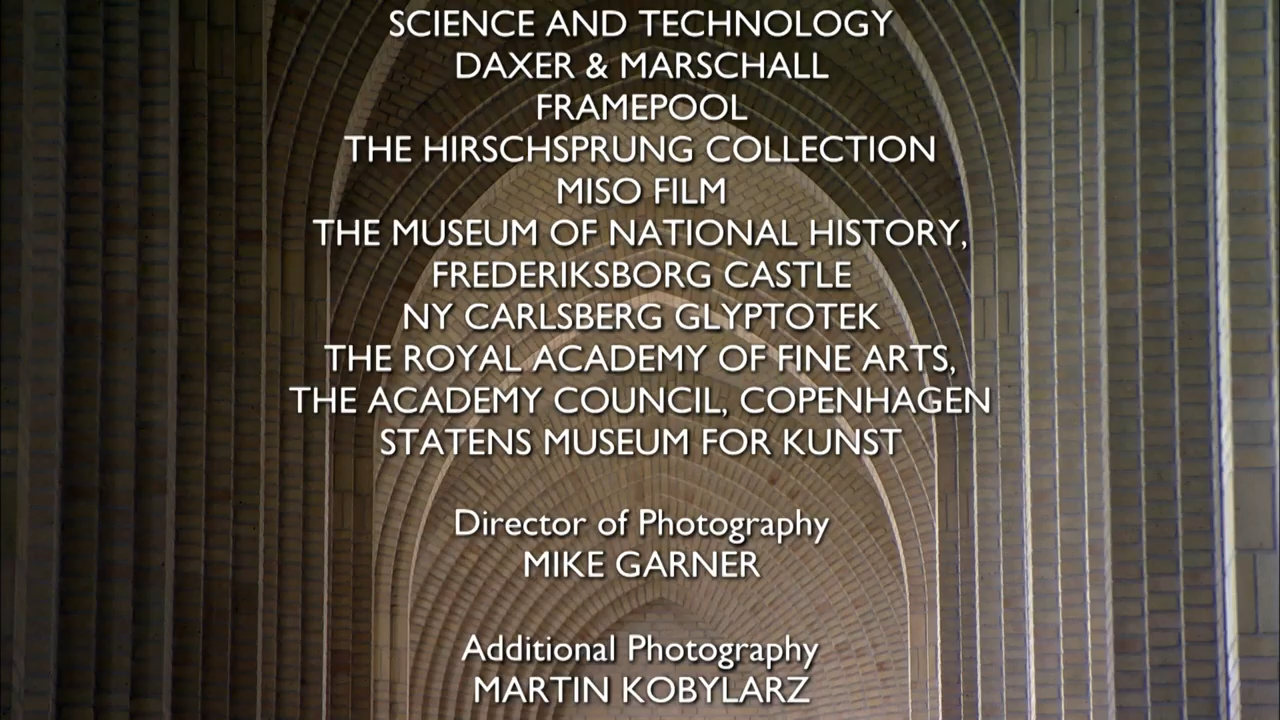 SCIENCE AND TECHNOLOGY
DAXER & MARSCHALL
FRAMEPOOL
THE HIRSCHSPRUNG COLLECTION
MISO FILM
THE MUSEUM OF NATIONAL HISTORY,
FREDERIKSBORG CASTLE
NY CARLSBERG GLYPTOTEK
THE ROYAL ACADEMY OF FINE ARTS,
THE ACADEMY COUNCIL, COPENHAGEN
STATENS MUSEUM FOR KUNST
Director of Photography
MIKE GARNER
Additional Photography
MARTIN KOBYLARZ